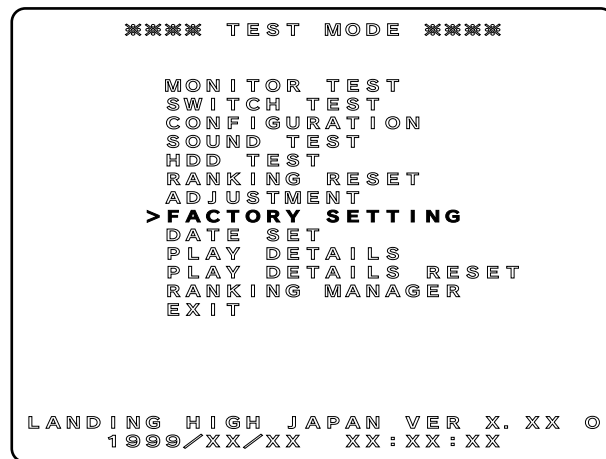 ※※※※ TEST MODE ※※※※
MONITOR TEST
SWITCH TEST
CONFIGURATION
SOUND TEST
HDD TEST
RANKING RESET
ADJUSTMENT
>FACTORY SETTING
DATE SET
PLAY DETAILS
PLAY DETAILS RESET
RANKING MANAGER
EXIT
LANDING HIGH JAPAN VER X. XX O
1999/XX/XX XX:XX:XX